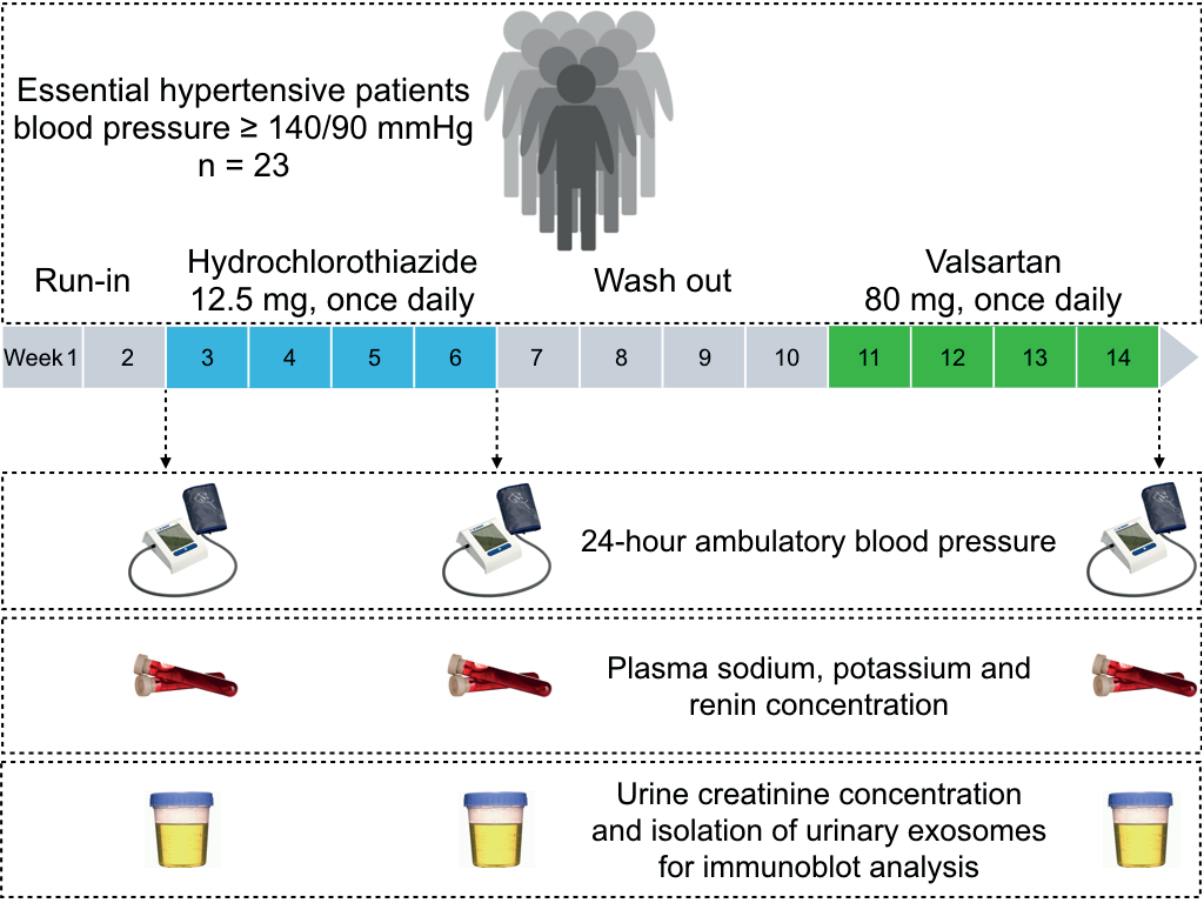 Essential hypertensive patients
blood pressure ≥ 140/90 mmHg
n = 23
Run-in
Hydrochlorothiazide
12.5 mg, once daily
Wash out
Valsartan
80 mg, once daily
Week 1 2 3 4 5 6 7 8 9 10 11 12 13 14
24-hour ambulatory blood pressure
Plasma sodium, potassium and
renin concentration
Urine creatinine concentration
and isolation of urinary exosomes
for immunoblot analysis